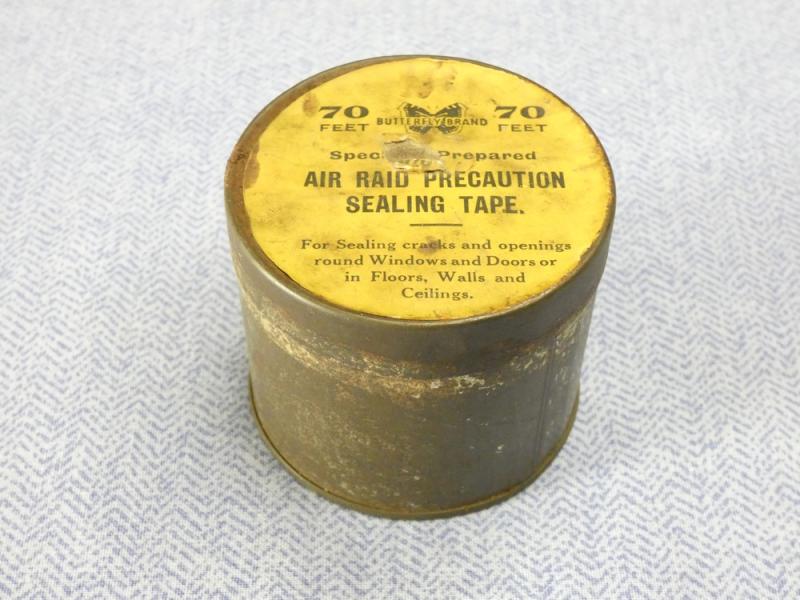 70 FEET BUTTERFLY BRAND 70 FEET
Prepared
AIR RAID PRECAUTION
SEALING TAPE.
For Sealing cracks and openings
round Windows and Doors or
in Floors, Walls and
Ceilings.